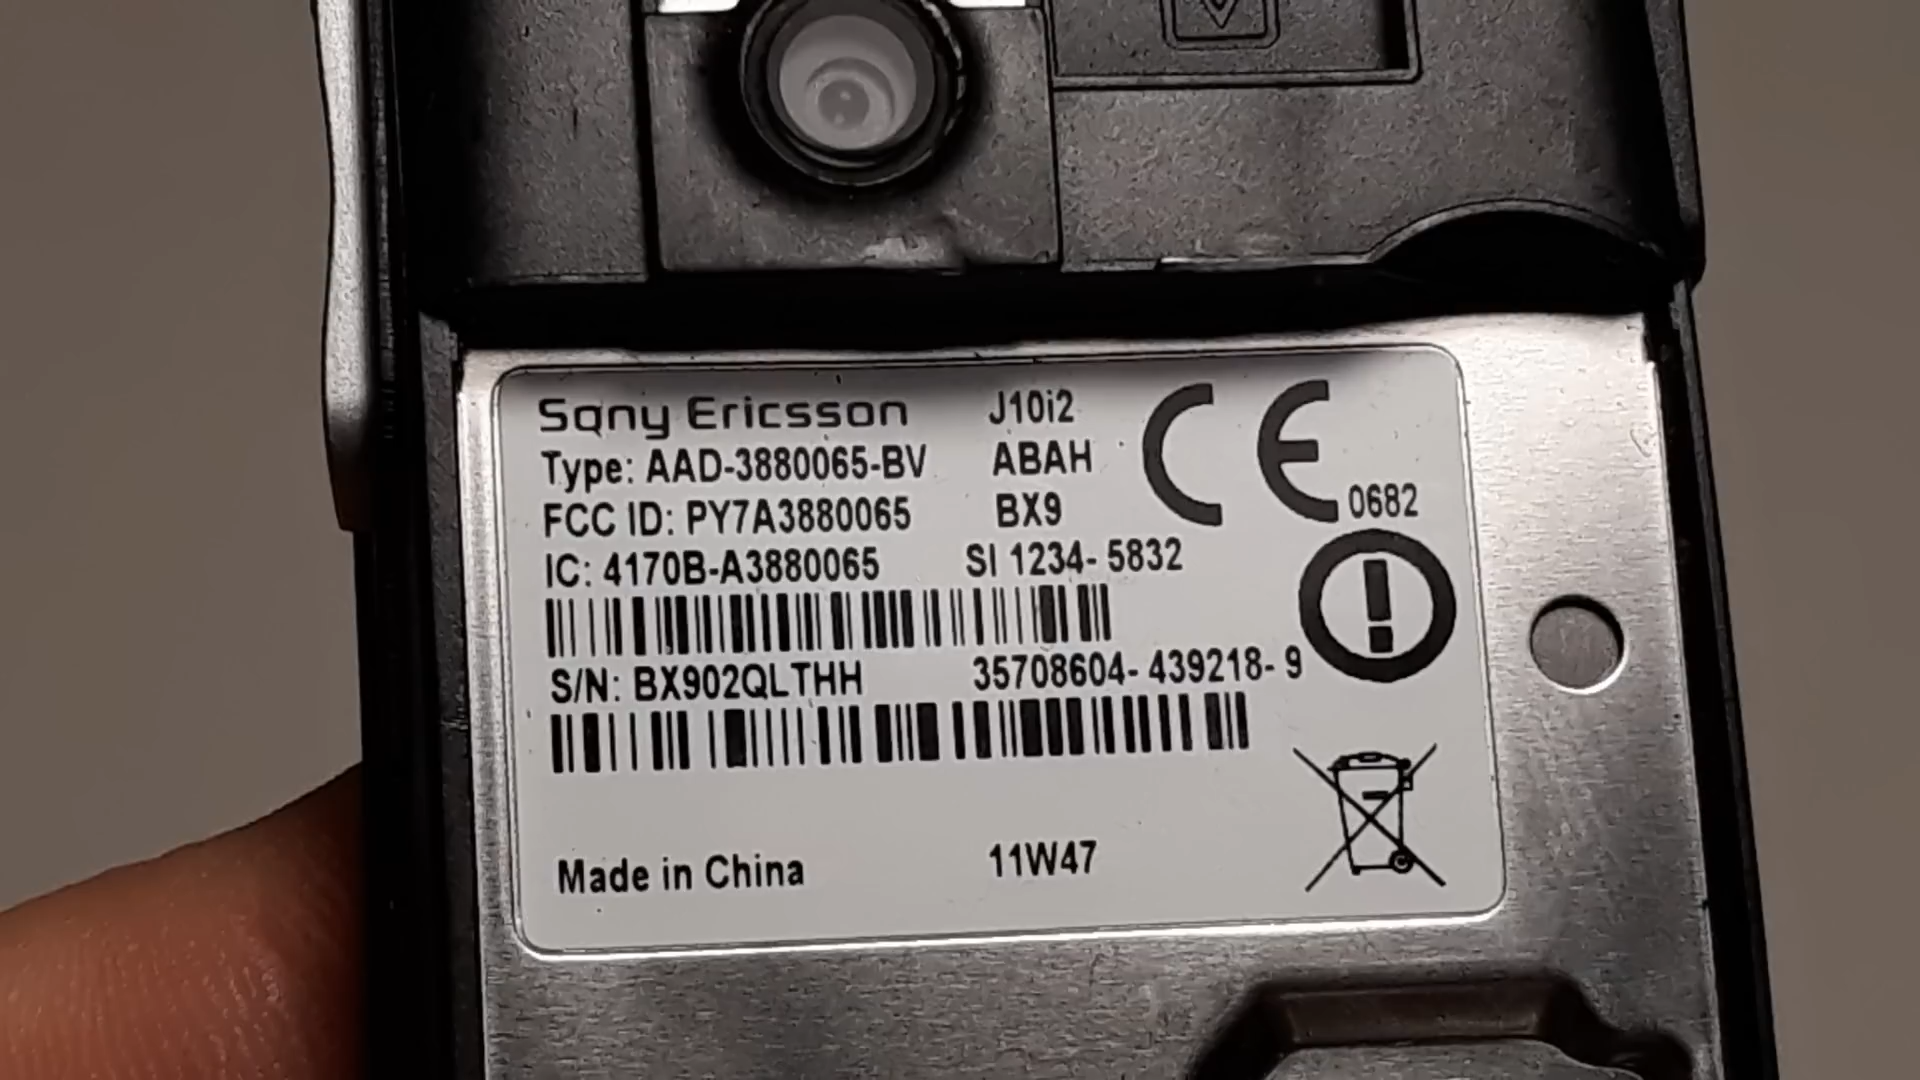 Sony Ericsson J10i2
Type: AAD-3880065-BV ABAH
FCC ID: PY7A3880065 BX9
0682
IC: 4170B-A3880065 SI 1234- 5832
S/N: BX902QLTHH 35708604- 439218- 9
Made in China 11W47